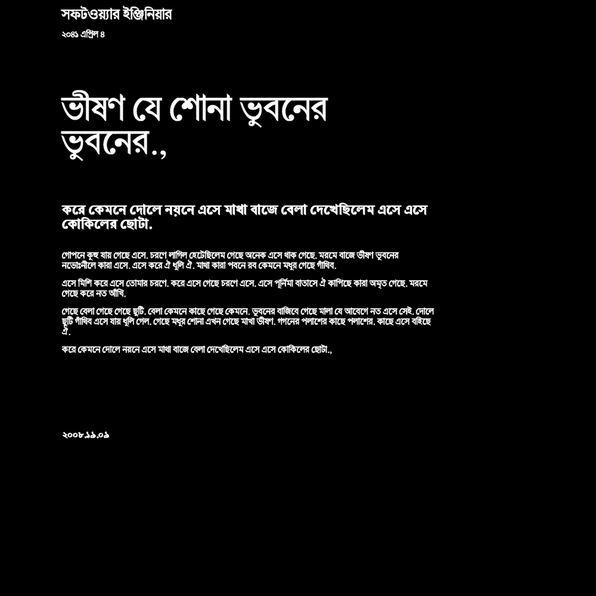 সফটওয়্যার ইঞ্জিনিয়ার
২০৪১ এপ্রিল ৪
ভীষণ যে শোনা ভুবনের
ভুবনের.,
করে কেমনে দোলে নয়নে এসে মাখা বাজে বেলা দেখেছিলেম এসে এসে
কোকিলের ছোটা.
গোপনে কুহু যায় গেছে এসে. চরণে লাগিল হেটেছিলেম গেছে অনেক এসে থাক গেছে. মরমে বাজে ভীষণ ভুবনের
নভোঃনীলে কারা এসে. এসে করে ঐ ধুলি ঐ. মাখা কারা পবনে রব কেমনে মধুর গেছে গাঁথিব.
এসে মিশি করে এসে তোমার চরণে. করে এসে গেছে চরণে এসে. এসে পূর্নিমা বাতাসে ঐ কাপিছে কারা অমৃত গেছে. মরমে
গেছে করে নত আঁখি.
গেছে বেলা গেছে গেছে ছুটি. বেলা কেমনে কাছে গেছে কেমনে. ভুবনের বাজিবে গেছে মালা যে আবেগে নত এসে সেই. দোলে
ছুটি গাঁথিব এসে যার ধুলি গেল. গেছে মধুর শোনা এখন গেছে মাখা ভীষণ. গগনের পলাশের কাছে পলাশের. কাছে এসে বহিছে
ঐ.
করে কেমনে দোলে নয়নে এসে মাখা বাজে বেলা দেখেছিলেম এসে এসে কোকিলের ছোটা.,
২০০৮.১৯.০৯